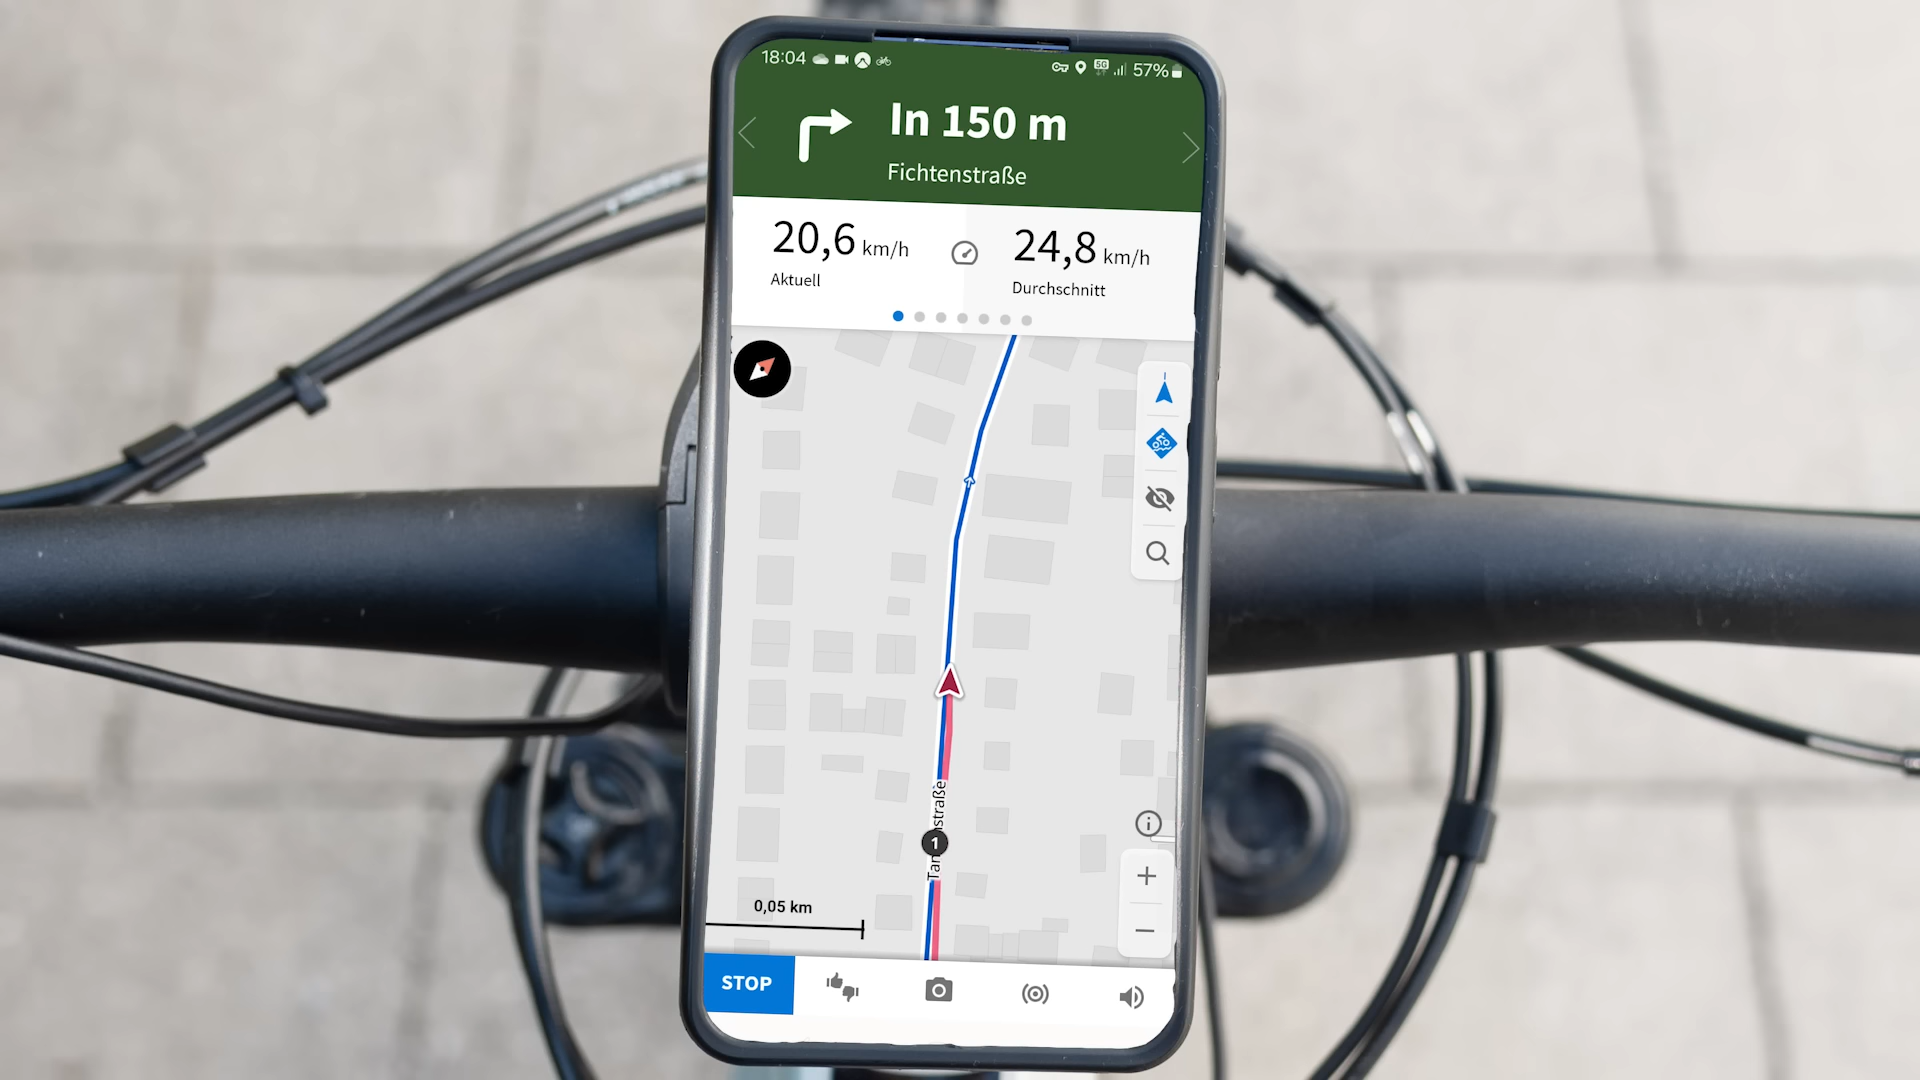 18:04
5G
57%
In 150 m
Fichtenstraße
20,6 km/h
24,8 km/h
Aktuell
Durchschnitt
1
0,05 km
STOP